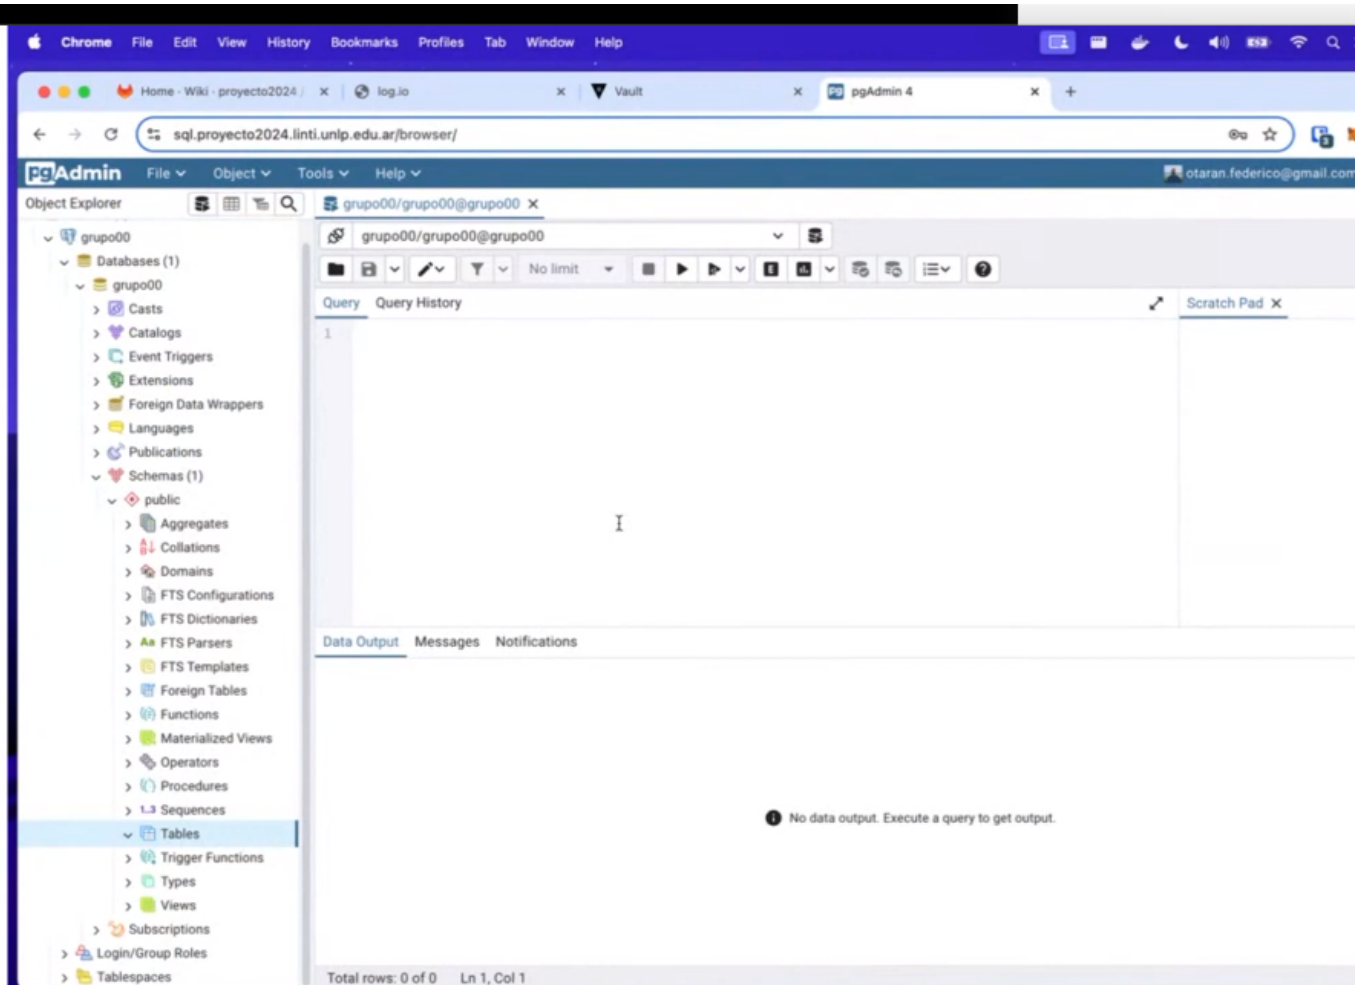 Chrome File Edit View History Bookmarks Profiles Tab Window Help
Home - Wiki - proyecto2024 /
log.io
Vault
pgAdmin 4
sql.proyecto2024.linti.unlp.edu.ar/browser/
pgAdmin File Object Tools Help
otaran.federico@gmail.com
Object Explorer
grupo00/grupo00@grupo00
grupo00
Databases (1)
grupo00
Casts
Catalogs
Event Triggers
Extensions
Foreign Data Wrappers
Languages
Publications
Schemas (1)
public
Aggregates
Collations
Domains
FTS Configurations
FTS Dictionaries
FTS Parsers
FTS Templates
Foreign Tables
Functions
Materialized Views
Operators
Procedures
1..3 Sequences
Tables
Trigger Functions
Types
Views
Subscriptions
Login/Group Roles
Tablespaces
grupo00/grupo00@grupo00
No limit
Query Query History
Scratch Pad
1
Data Output Messages Notifications
No data output. Execute a query to get output.
Total rows: 0 of 0 Ln 1, Col 1